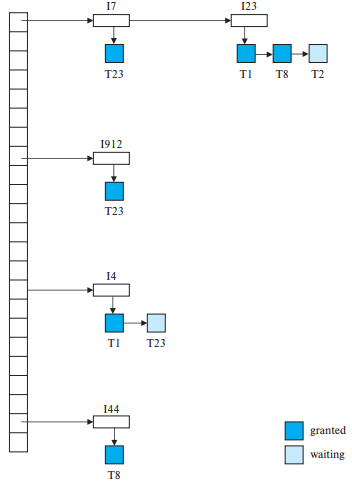 I7 I23
T23 T1 T8 T2
I912
T23
I4
T1 T23
I44
granted
waiting
T8